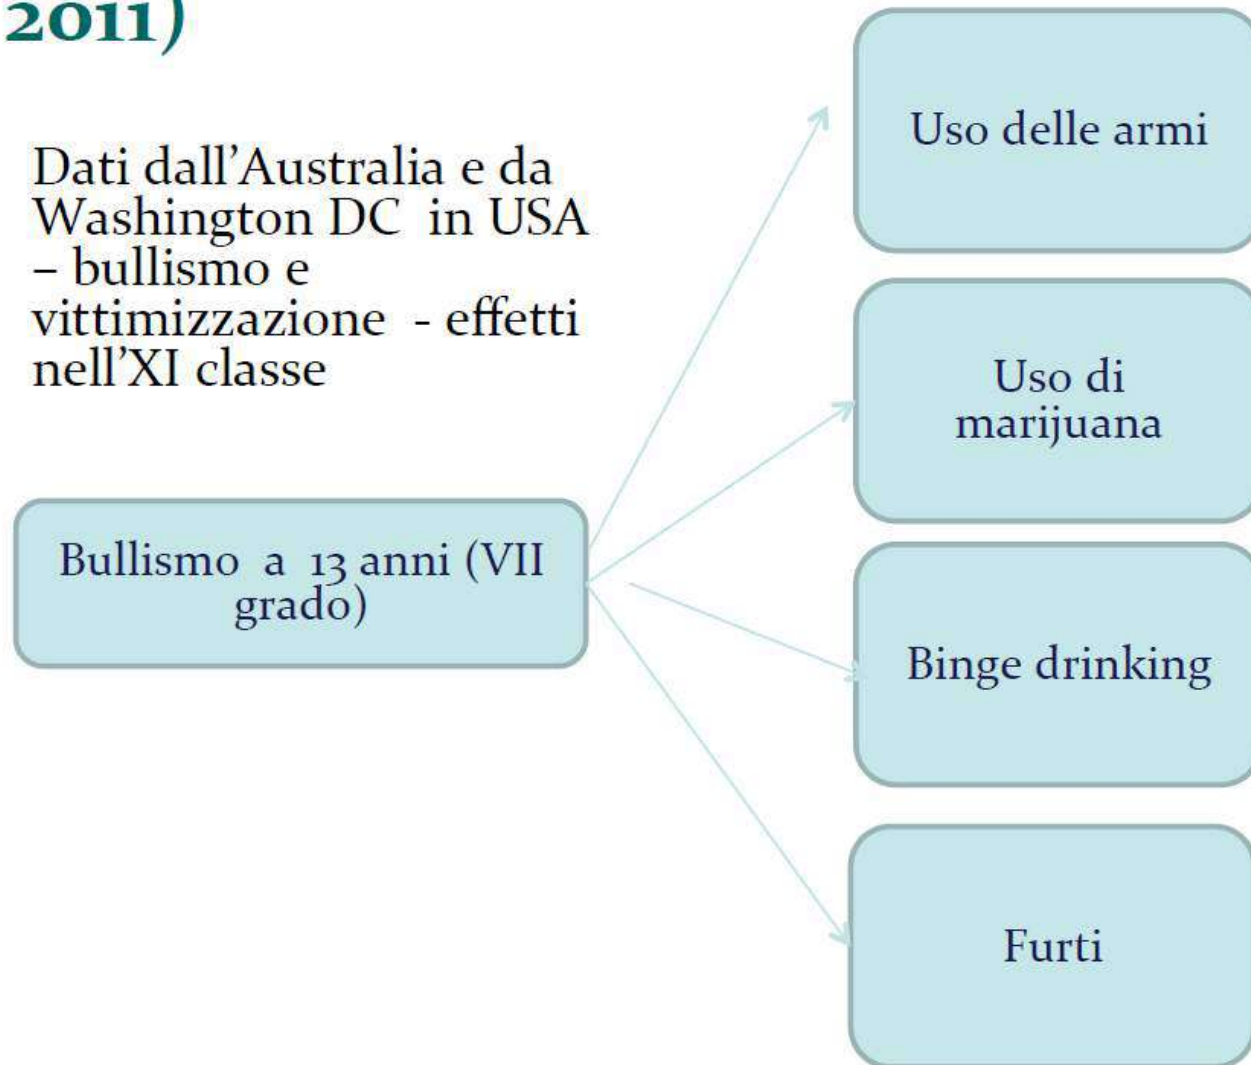 2011)
Dati dall'Australia e da
Washington DC in USA
– bullismo e
vittimizzazione - effetti
nell'XI classe
Bullismo a 13 anni (VII
grado)
Uso delle armi
Uso di
marijuana
Binge drinking
Furti